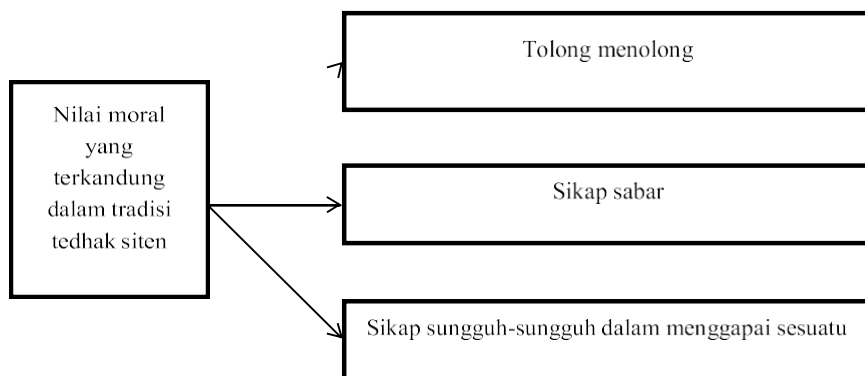 Nilai moral
yang
terkandung
dalam tradisi
tedhak siten
Tolong menolong
Sikap sabar
Sikap sungguh-sungguh dalam menggapai sesuatu